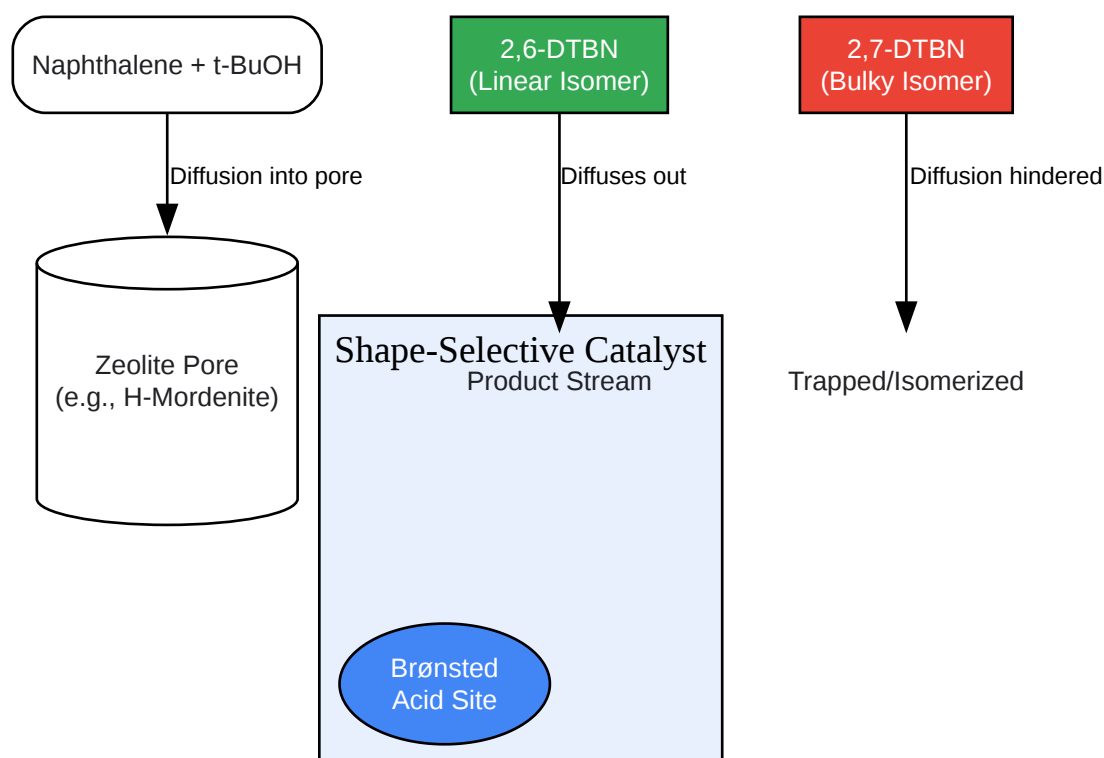 Naphthalene + t-BuOH
2,6-DTBN
(Linear Isomer)
2,7-DTBN
(Bulky Isomer)
Diffusion into pore
Diffuses out
Diffusion hindered
Zeolite Pore
(e.g., H-Mordenite)
Shape-Selective Catalyst
Product Stream
Trapped/Isomerized
Brønsted
Acid Site